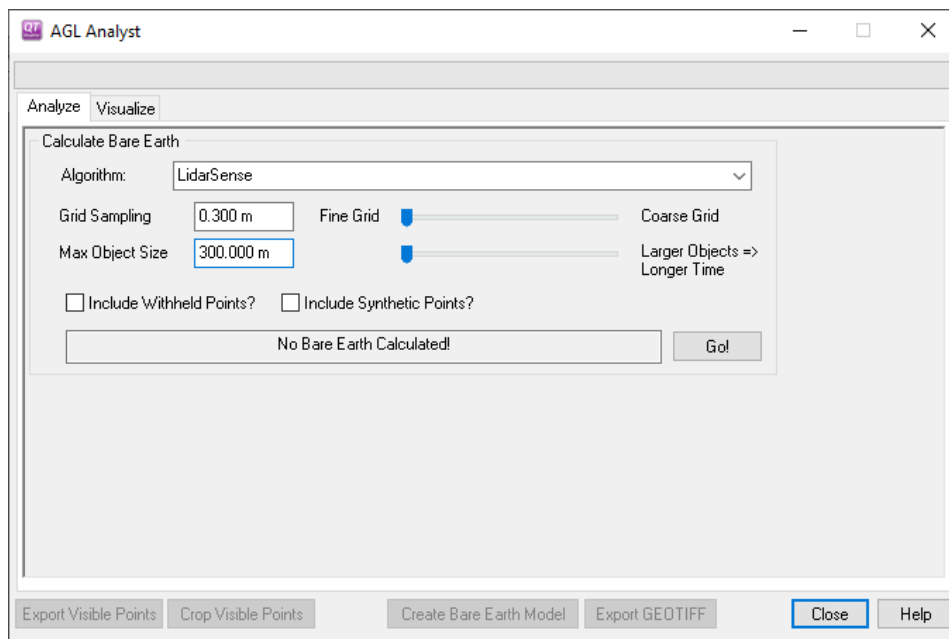 QT AGL Analyst
Analyze Visualize
Calculate Bare Earth
Algorithm: LidarSense
Grid Sampling 0.300 m Fine Grid Coarse Grid
Max Object Size 300.000 m Larger Objects =>
Longer Time
Include Withheld Points? Include Synthetic Points?
No Bare Earth Calculated! Go!
Export Visible Points Crop Visible Points Create Bare Earth Model Export GEOTIFF Close Help